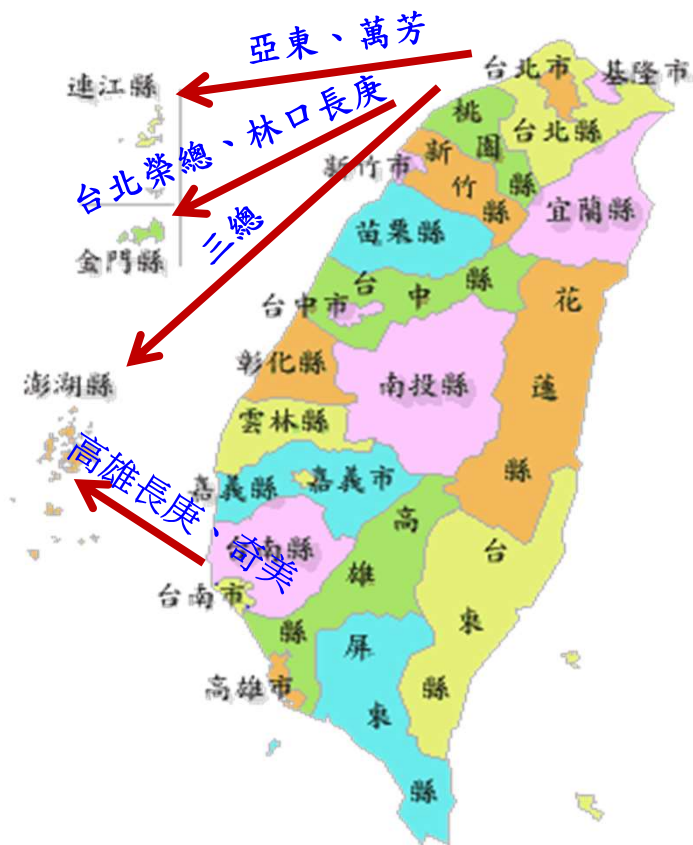 亞東、萬芳
台北市
基隆市
連江縣
桃園縣
台北縣
台北榮總、林口長庚
新竹市
新竹縣
宜蘭縣
三總
苗栗縣
金門縣
台中市
台中縣
花蓮縣
彰化縣
南投縣
澎湖縣
雲林縣
高雄長庚、奇美
嘉義縣
嘉義市
台南縣
高雄縣
台東縣
台南市
屏東縣
高雄市